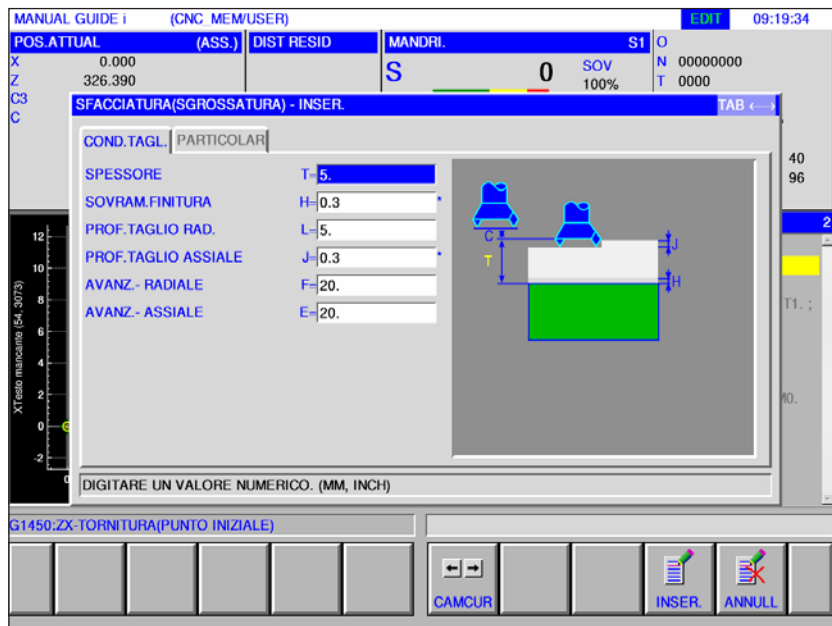 MANUAL GUIDE i (CNC_MEM/USER) EDIT 09:19:34
POS.ATTUAL (ASS.) DIST RESID MANDRI. S1 O
X 0.000 S 0 SOV 100% N 00000000
Z 326.390 T 0000
C3
C
SFACCIATURA(SGROSSATURA) - INSER. TAB ←→
COND.TAGL. PARTICOLAR
SPESSORE T= 5.
SOVRAM.FINITURA H= 0.3 *
PROF.TAGLIO RAD. L= 5.
PROF.TAGLIO ASSIALE J= 0.3 *
AVANZ.- RADIALE F= 20.
AVANZ.- ASSIALE E= 20.
C
T
J
H
40
96
2
T1. ;
M0.
XTesto mancante (54, 3073)
12
10
8
6
4
2
0
-2
0
DIGITARE UN VALORE NUMERICO. (MM, INCH)
G1450:ZX-TORNITURA(PUNTO INIZIALE)
CAMCUR INSER. ANNULL